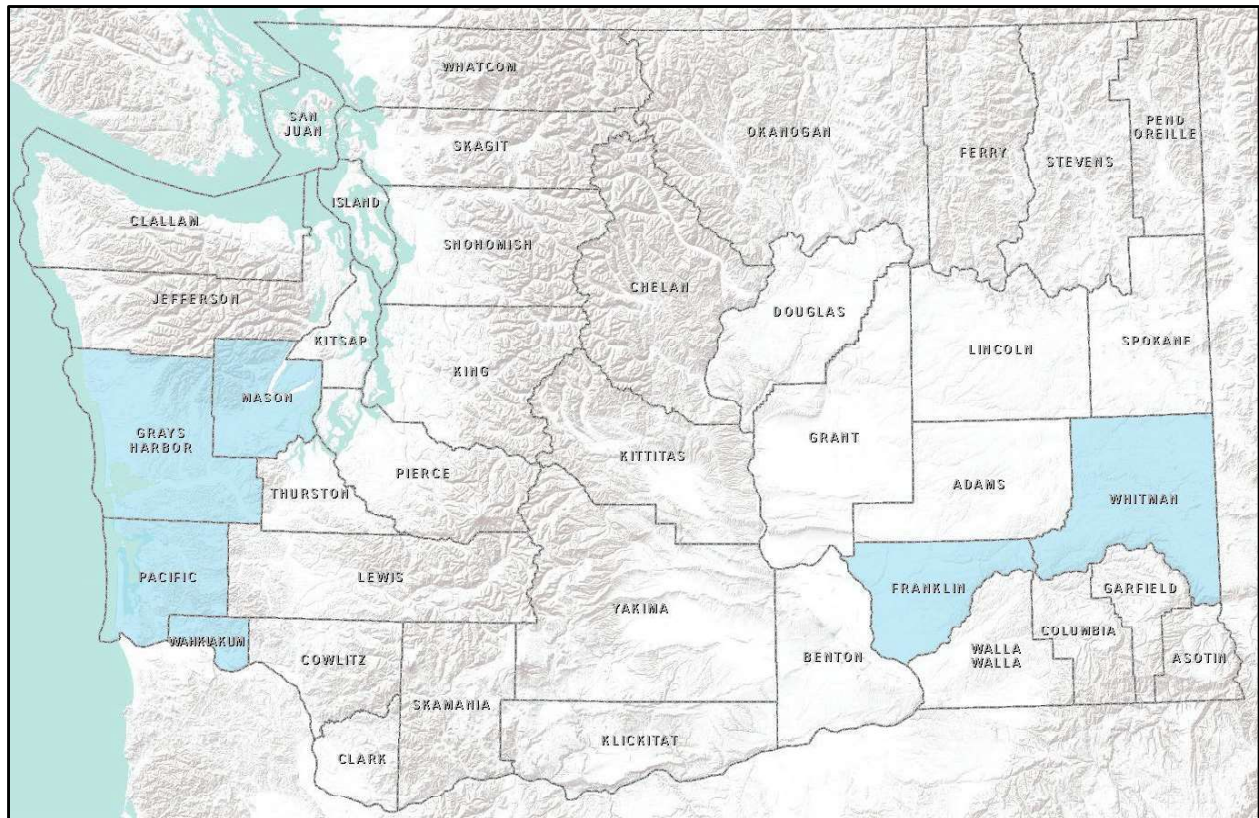 WHATCOM
SAN
JUAN
SKAGIT
OKANOGAN
FERRY
STEVENS
PEND
OREILLE
ISLAND
CLALLAM
SNOHOMISH
CHELAN
JEFFERSON
DOUGLAS
KITSAP
LINCOLN
SPOKANE
KING
MASON
GRAYS
HARBOR
GRANT
KITTITAS
PIERCE
THURSTON
ADAMS
WHITMAN
PACIFIC
LEWIS
FRANKLIN
GARFIELD
YAKIMA
COLUMBIA
WAHKIAKUM
COWLITZ
BENTON
WALLA
WALLA
ASOTIN
SKAMANIA
KLICKITAT
CLARK